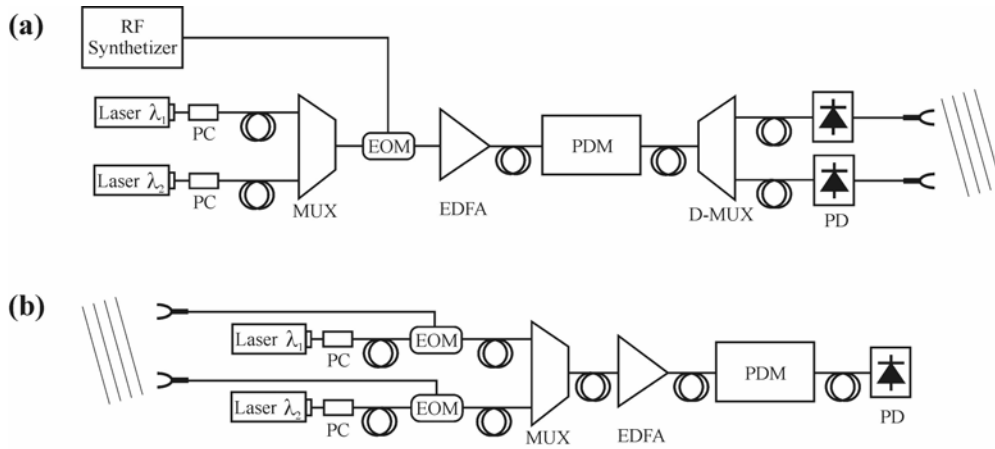 (a)
RF
Synthetizer
Laser λ1
PC
Laser λ2
PC
MUX
EOM
EDFA
PDM
D-MUX
PD
(b)
Laser λ1
PC
EOM
Laser λ2
PC
EOM
MUX
EDFA
PDM
PD